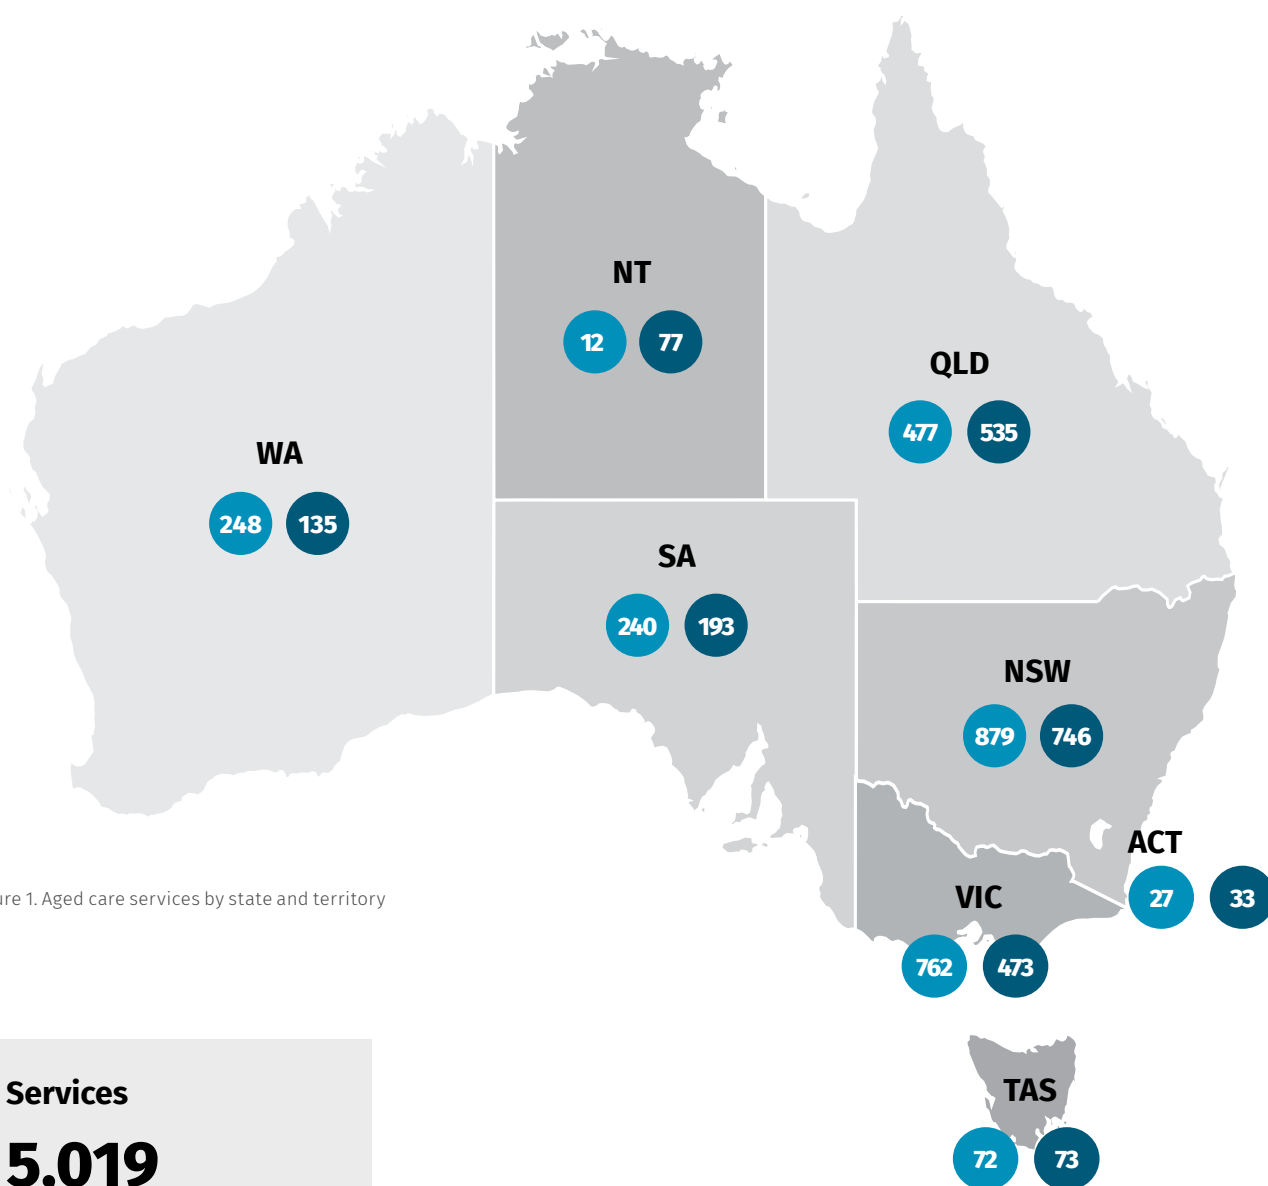 NT
12 77
QLD
477 535
WA
248 135
SA
240 193
NSW
879 746
ACT
27 33
VIC
762 473
1. Aged care services by state and territory
TAS
72 73
Services
5,019